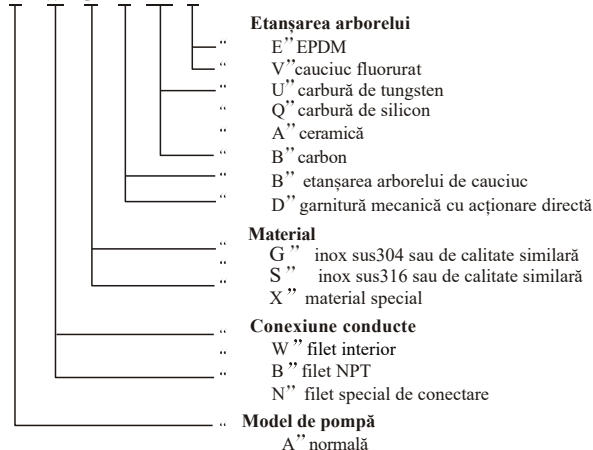 Etanșarea arborelui
“ E” EPDM
V”cauciuc fluorurat
“ U” carbură de tungsten
“ Q” carbură de silicon
“ A” ceramică
“ B” carbon
“ B” etanșarea arborelui de cauciuc
“ D” garnitură mecanică cu acționare directă
Material
“ G” inox sus304 sau de calitate similară
“ S” inox sus316 sau de calitate similară
“ X” material special
Conexiune conducte
“ W” filet interior
“ B” filet NPT
“ N” filet special de conectare
Model de pompă
“ A” normală